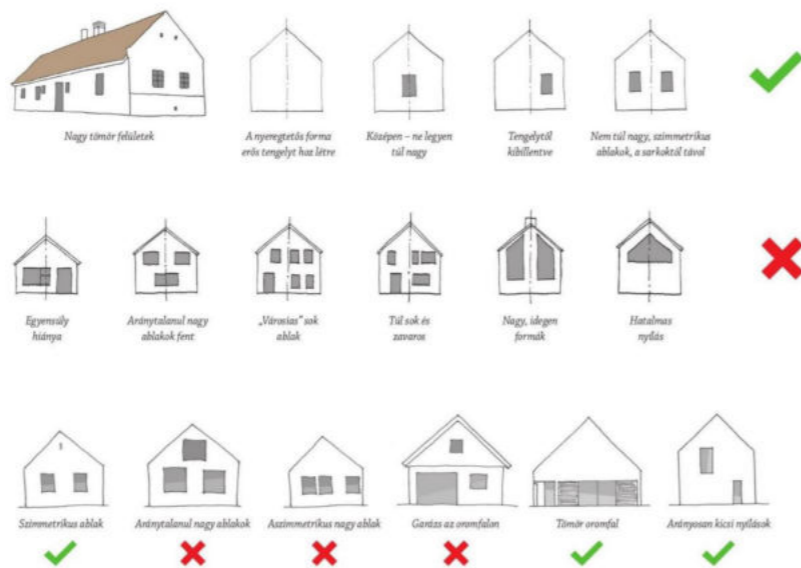 Nagy tömör felületek
A nyeregtetős forma
erős tengelyt hoz létre
Középen – ne legyen
túl nagy
Tengelytől
kibillentve
Nem túl nagy, szimmetrikus
ablakok, a sarkoktól távol
Egyensúly
hiánya
Aránytalanul nagy
ablakok fent
„Városias” sok
ablak
Túl sok és
zavaros
Nagy, idegen
formák
Hatalmas
nyílás
Szimmetrikus ablak
Aránytalanul nagy ablakok
Aszimmetrikus nagy ablak
Garázs az oromfalon
Tömör oromfal
Arányosan kicsi nyílások